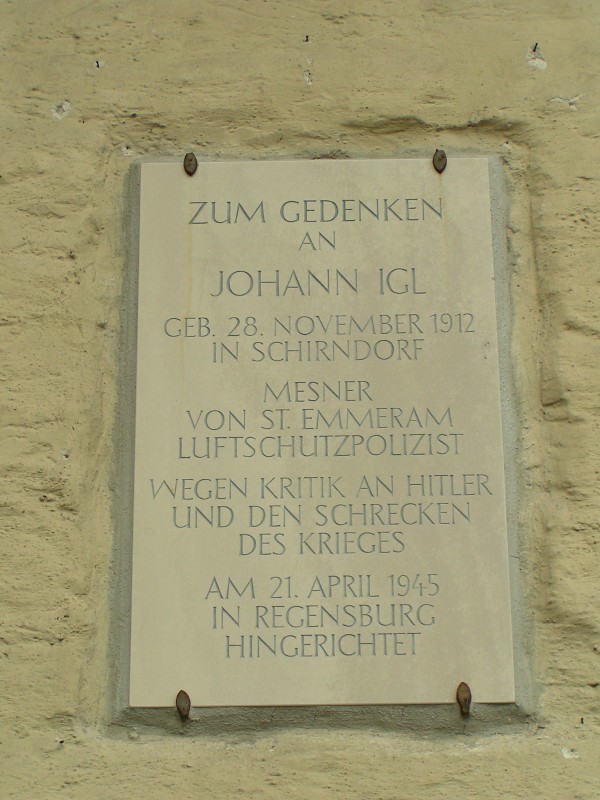 ZUM GEDENKEN
AN
JOHANN IGL
GEB. 28. NOVEMBER 1912
IN SCHIRNDORF
MESNER
VON ST. EMMERAM
LUFTSCHUTZPOLIZIST
WEGEN KRITIK AN HITLER
UND DEN SCHRECKEN
DES KRIEGES
AM 21. APRIL 1945
IN REGENSBURG
HINGERICHTET